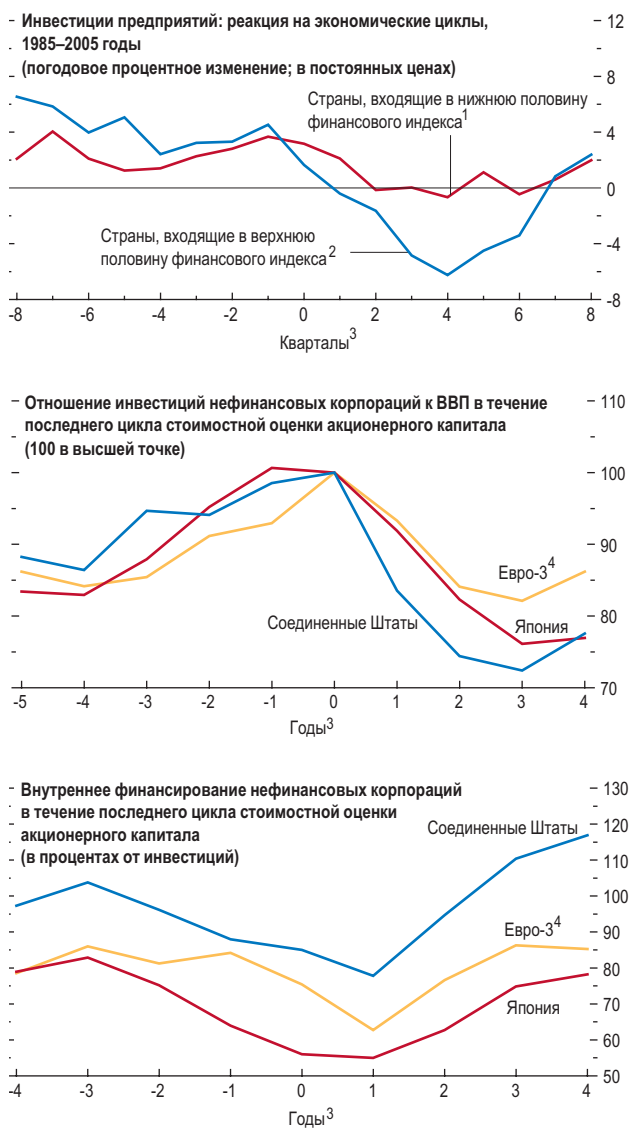 Инвестиции предприятий: реакция на экономические циклы,
1985–2005 годы
(погодовое процентное изменение; в постоянных ценах)
12
8
4
0
-4
-8
Страны, входящие в нижнюю половину
финансового индекса1
Страны, входящие в верхнюю
половину финансового индекса2
-8 -6 -4 -2 0 2 4 6 8
Кварталы3
Отношение инвестиций нефинансовых корпораций к ВВП в течение
последнего цикла стоимостной оценки акционерного капитала
(100 в высшей точке)
110
100
90
80
70
Евро-34
Соединенные Штаты
Япония
-5 -4 -3 -2 -1 0 1 2 3 4
Годы3
Внутреннее финансирование нефинансовых корпораций
в течение последнего цикла стоимостной оценки
акционерного капитала
(в процентах от инвестиций)
130
120
110
100
90
80
70
60
50
Соединенные Штаты
Евро-34
Япония
-4 -3 -2 -1 0 1 2 3 4
Годы3